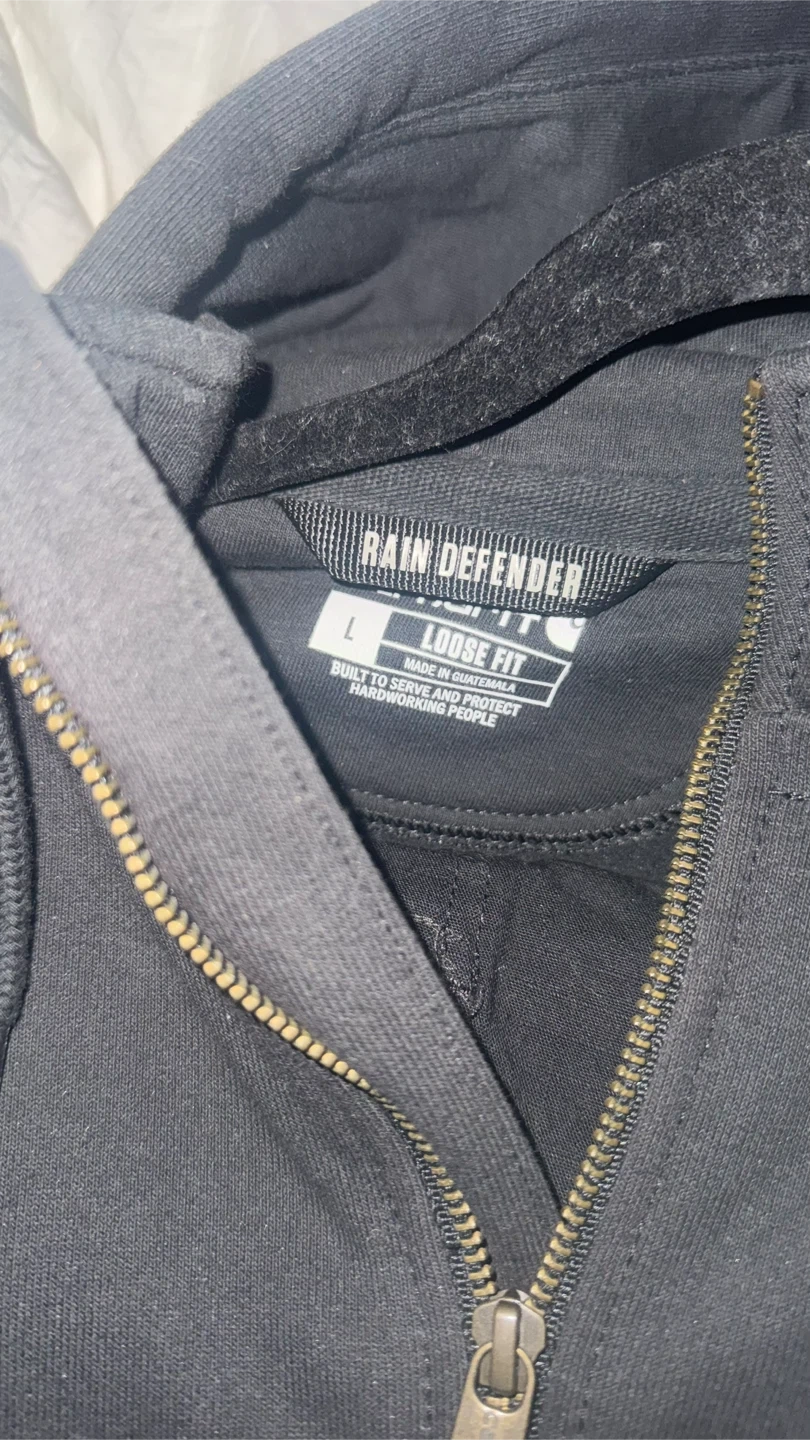 RAIN DEFENDER
L
LOOSE FIT
MADE IN GUATEMALA
BUILT TO SERVE AND PROTECT
HARDWORKING PEOPLE